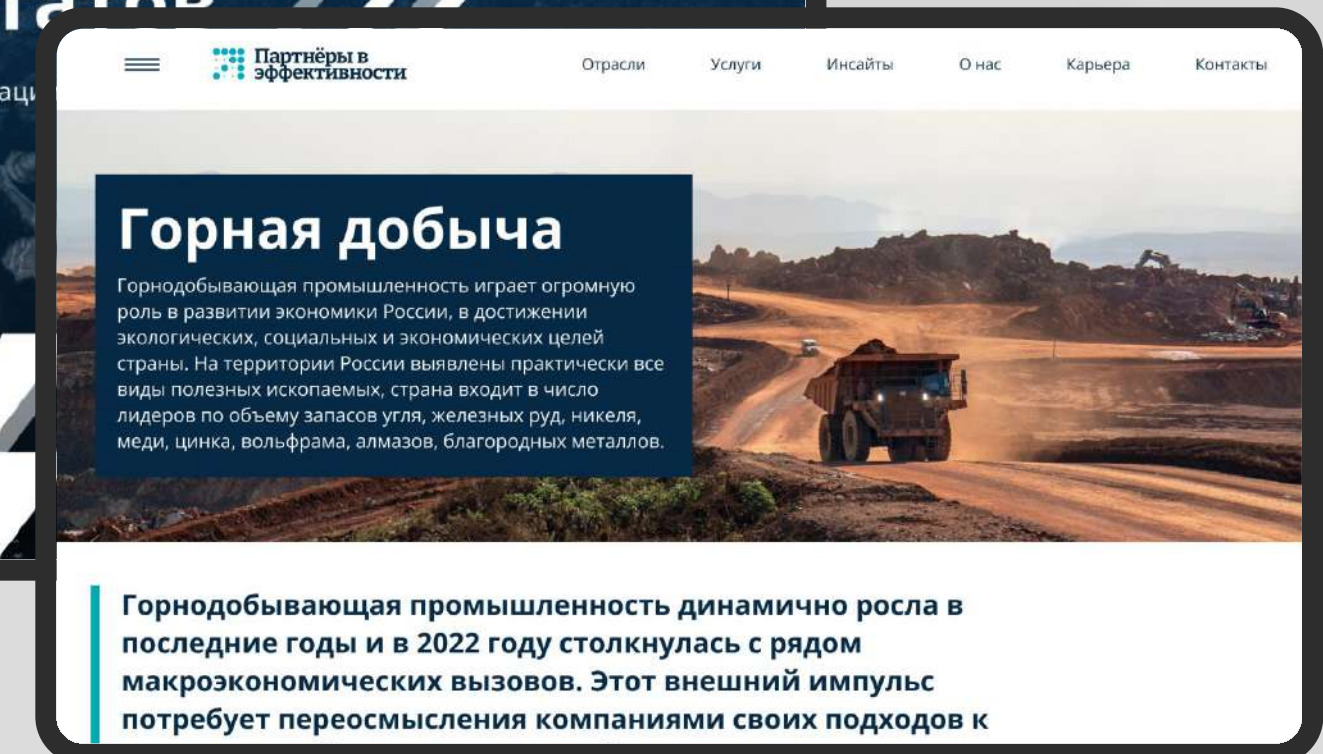 Партнёры в
эффективности
Отрасли
Услуги
Инсайты
О нас
Карьера
Контакты
Горная добыча
Горнодобывающая промышленность играет огромную
роль в развитии экономики России, в достижении
экологических, социальных и экономических целей
страны. На территории России выявлены практически все
виды полезных ископаемых, страна входит в число
лидеров по объему запасов угля, железных руд, никеля,
меди, цинка, вольфрама, алмазов, благородных металлов.
Горнодобывающая промышленность динамично росла в
последние годы и в 2022 году столкнулась с рядом
макроэкономических вызовов. Этот внешний импульс
потребует переосмысления компаниями своих подходов к